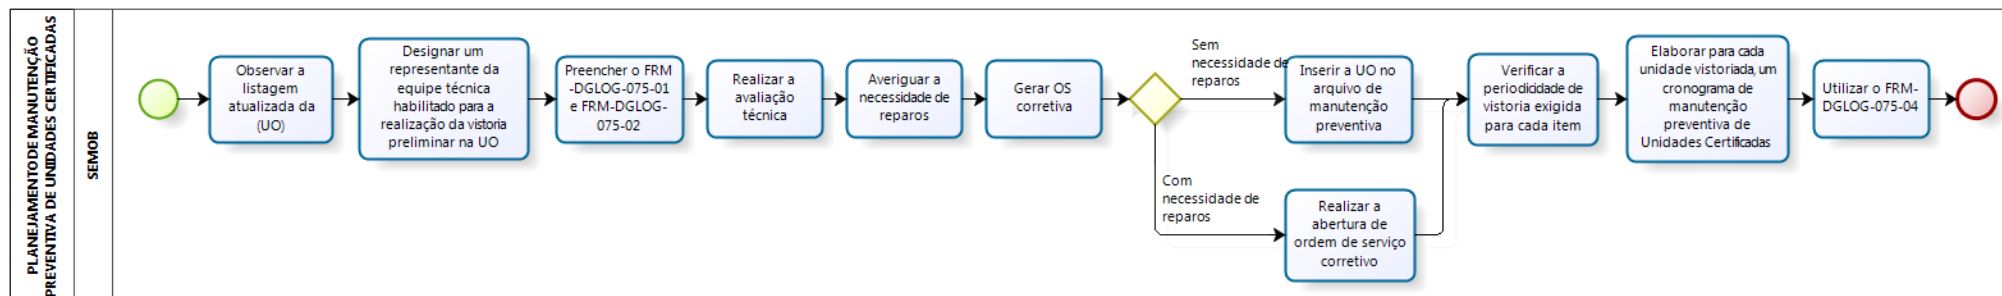 PLANEJAMENTO DE MANUTENÇÃO
PREVENTIVA DE UNIDADES CERTIFICADAS
SEMOB
Observar a
listagem
atualizada da
(UO)
Designar um
representante da
equipe técnica
habilitado para a
realização da vistoria
preliminar na UO
Preencher o FRM
-DGLOG-075-01
e FRM-DGLOG-
075-02
Realizar a
avaliação
técnica
Averiguar a
necessidade de
reparos
Gerar OS
corretiva
Sem
necessidade de
reparos
Inserir a UO no
arquivo de
manutenção
preventiva
Com
necessidade de
reparos
Realizar a
abertura de
ordem de serviço
corretivo
Verificar a
periodicidade de
vistoria exigida
para cada item
Elaborar para cada
unidade vistoriada, um
cronograma de
manutenção
preventiva de
Unidades Certificadas
Utilizar o FRM-
DGLOG-075-04